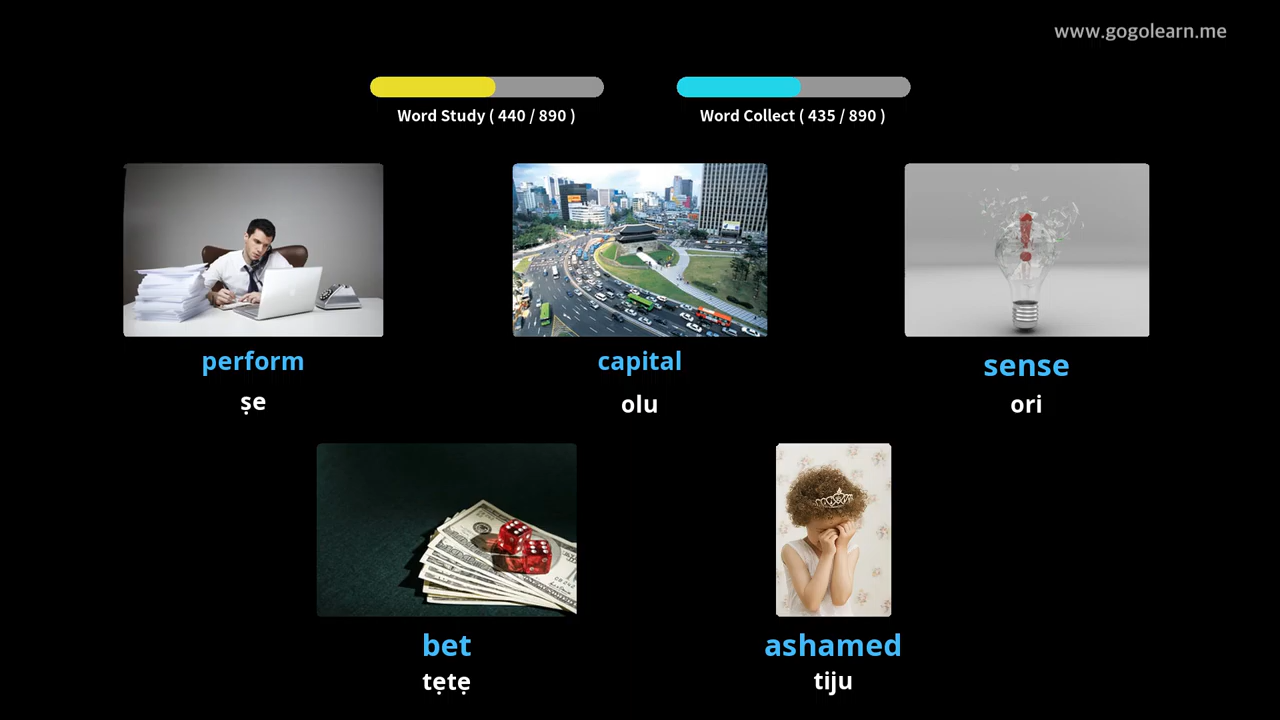 www.gogolearn.me
Word Study ( 440 / 890 )
Word Collect ( 435 / 890 )
perform
ṣe
capital
olu
sense
ori
bet
tẹtẹ
ashamed
tiju